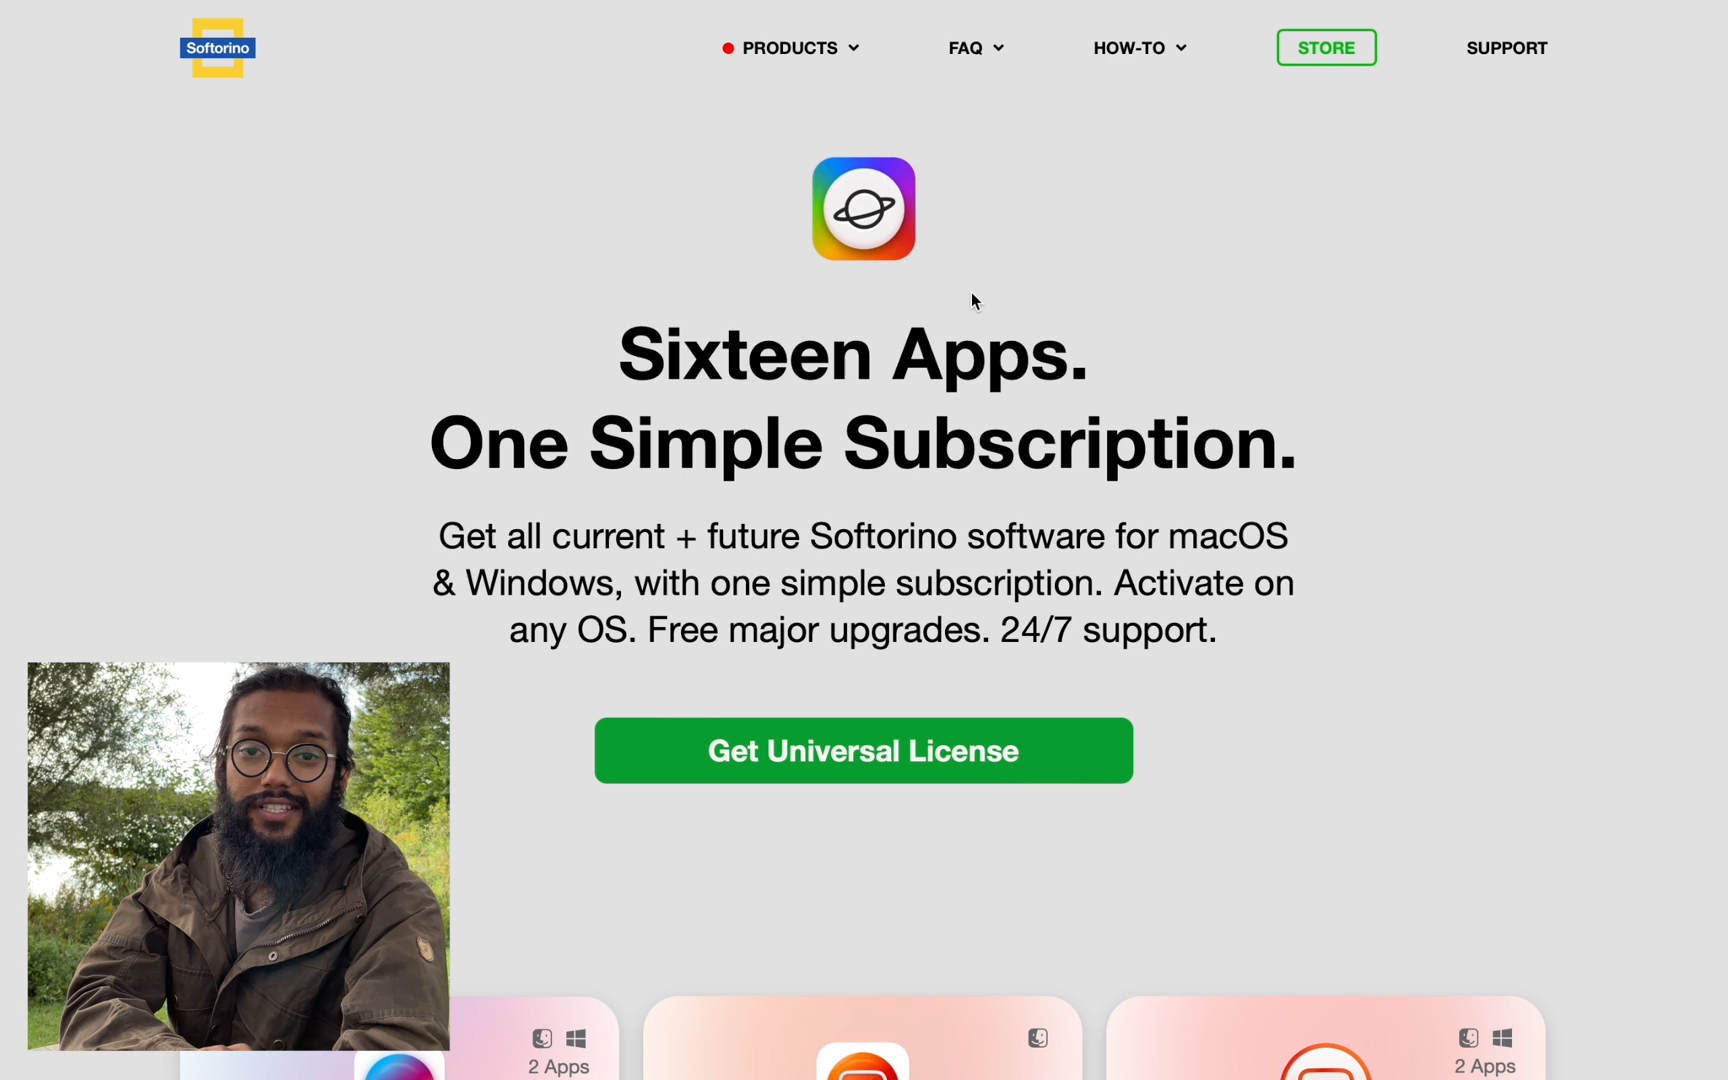 Softorino
PRODUCTS
FAQ
HOW-TO
STORE
SUPPORT
Sixteen Apps.
One Simple Subscription.
Get all current + future Softorino software for macOS
& Windows, with one simple subscription. Activate on
any OS. Free major upgrades. 24/7 support.
Get Universal License
2 Apps
2 Apps